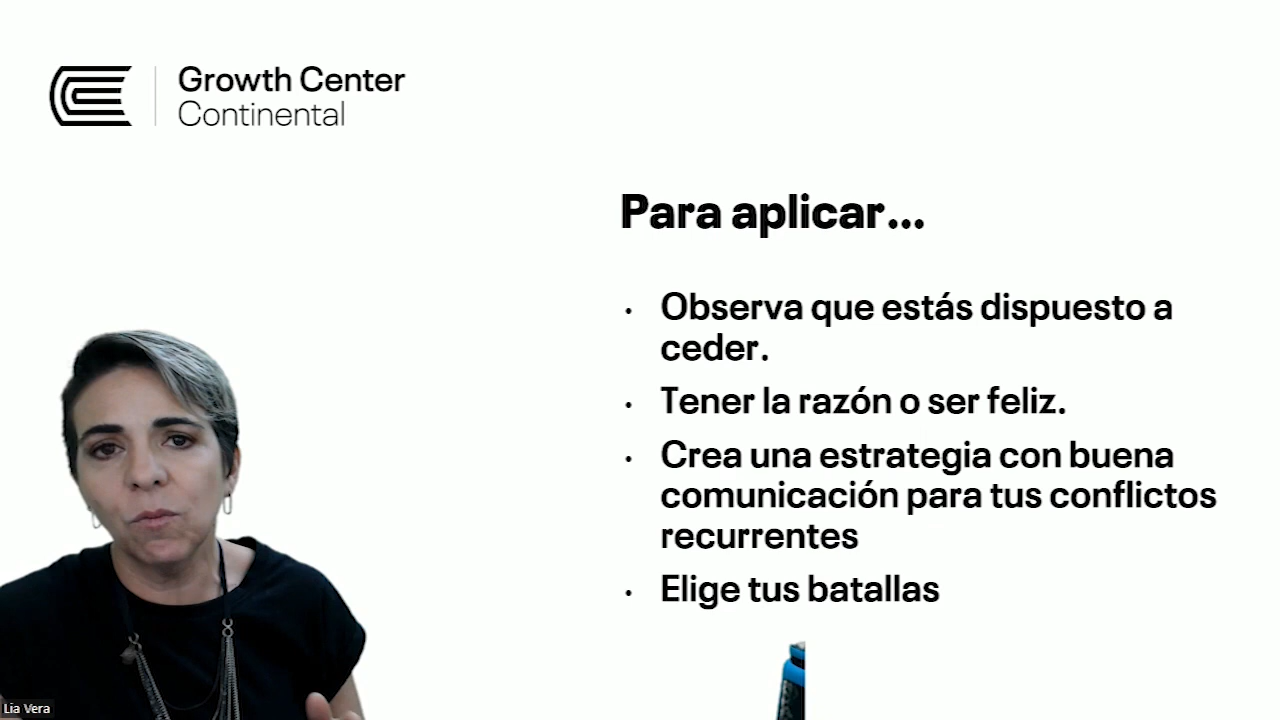 Growth Center
Continental
Para aplicar...
• Observa que estás dispuesto a
ceder.
• Tener la razón o ser feliz.
• Crea una estrategia con buena
comunicación para tus conflictos
recurrentes
• Elige tus batallas
Lia Vera